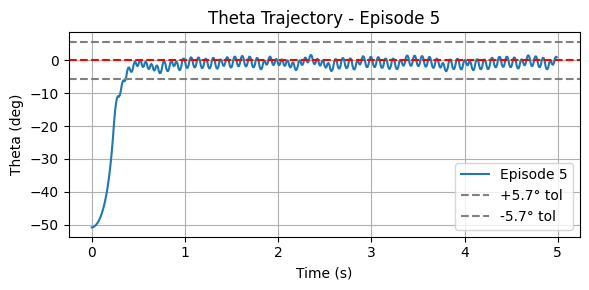 Theta Trajectory - Episode 5
Theta (deg)
0
−10
−20
−30
−40
−50
0
1
2
3
4
5
Time (s)
Episode 5
+5.7° tol
-5.7° tol